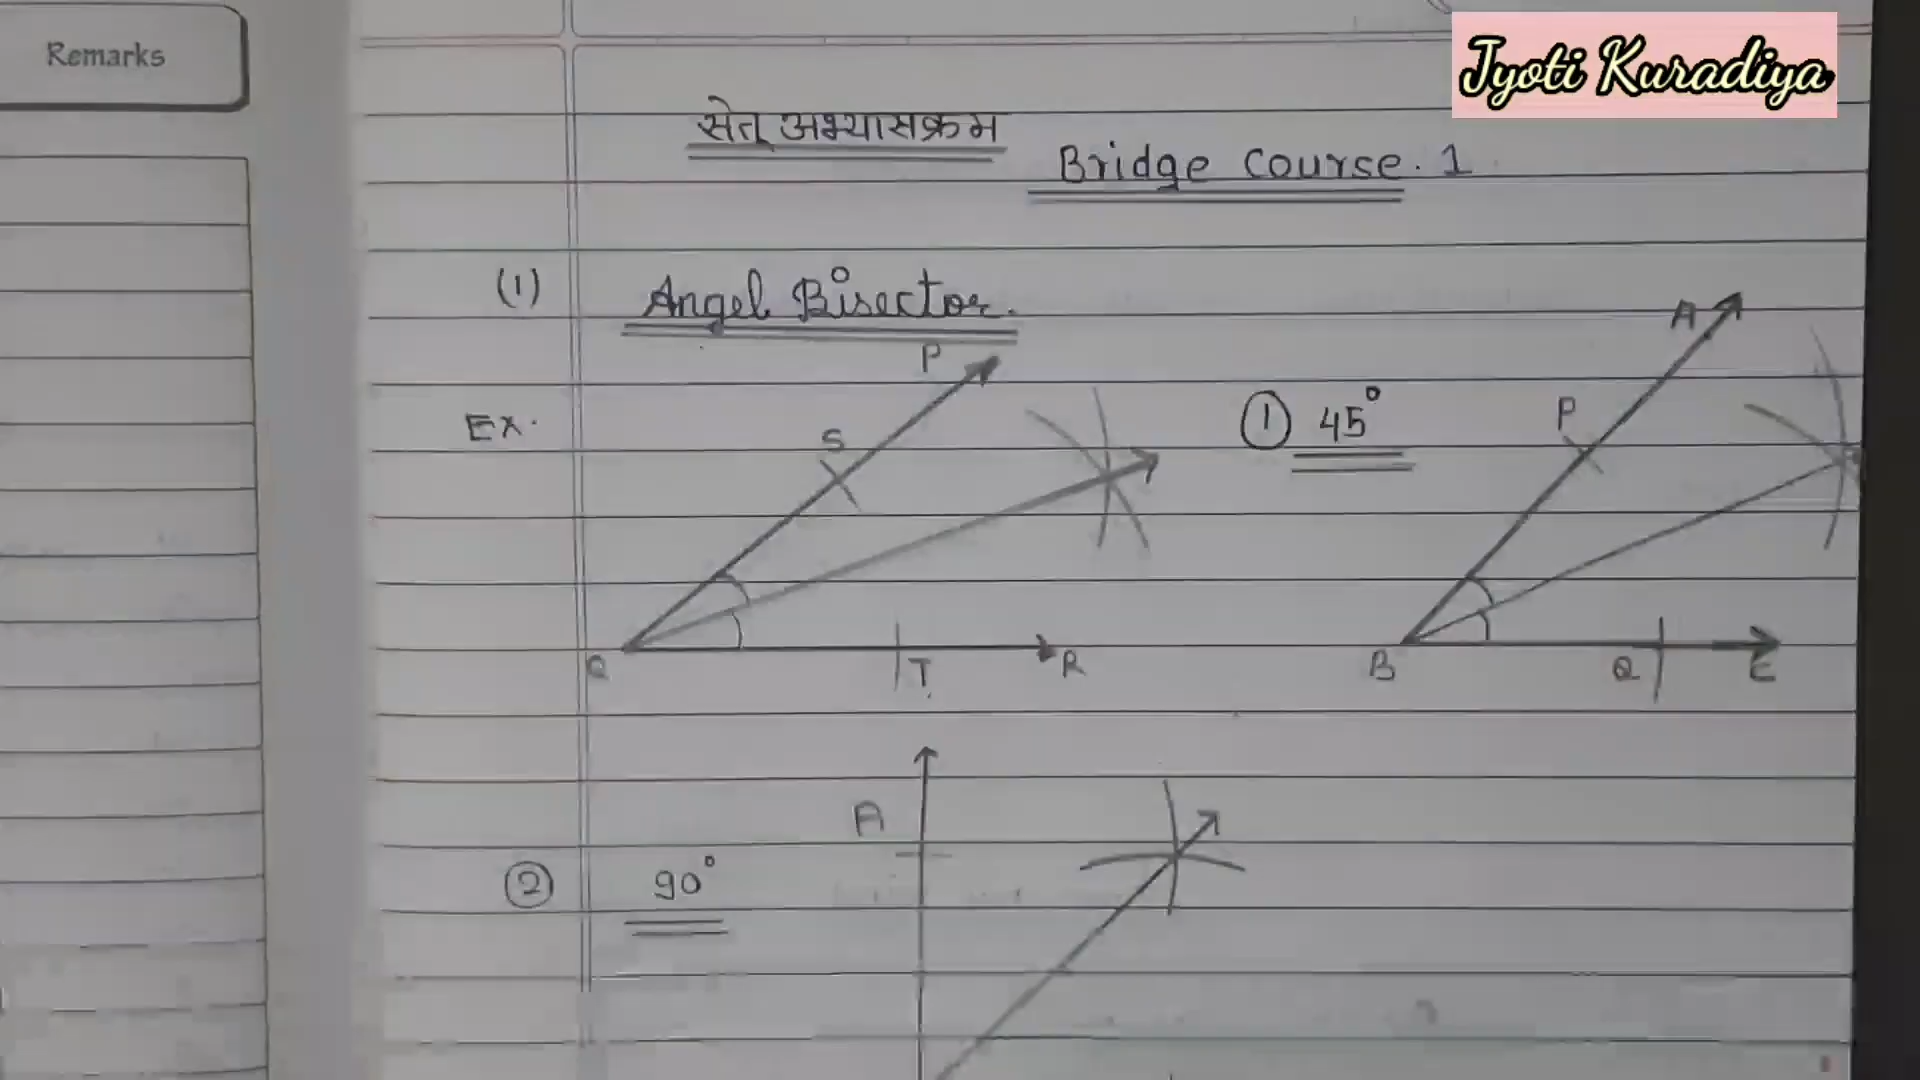 Remarks
Jyoti Kuradiya
सेतू अभ्यासक्रम
Bridge Course. 1
(1) Angel Bisector.
Ex.
P
S
Q
T
R
① 45°
A
P
B
Q
C
② 90°
A